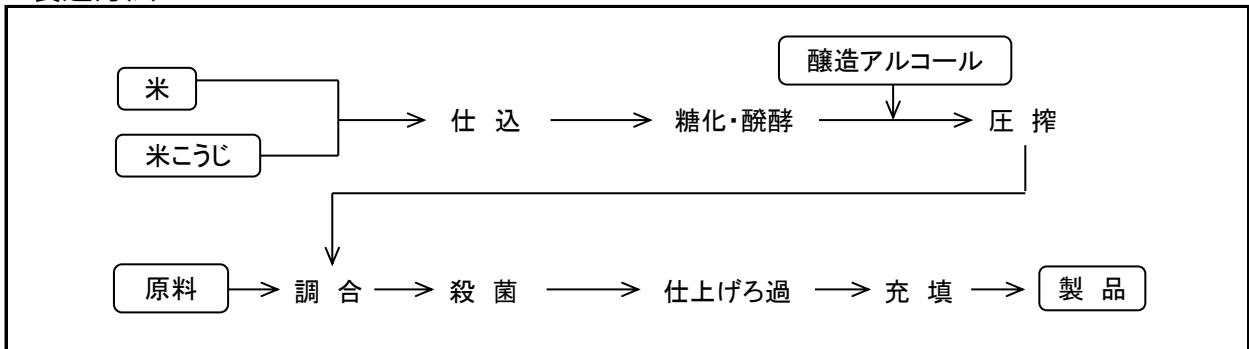 醸造アルコール
米
仕 込
糖化・醗酵
圧 搾
米こうじ
原料
調 合
殺 菌
仕上げろ過
充 填
製 品